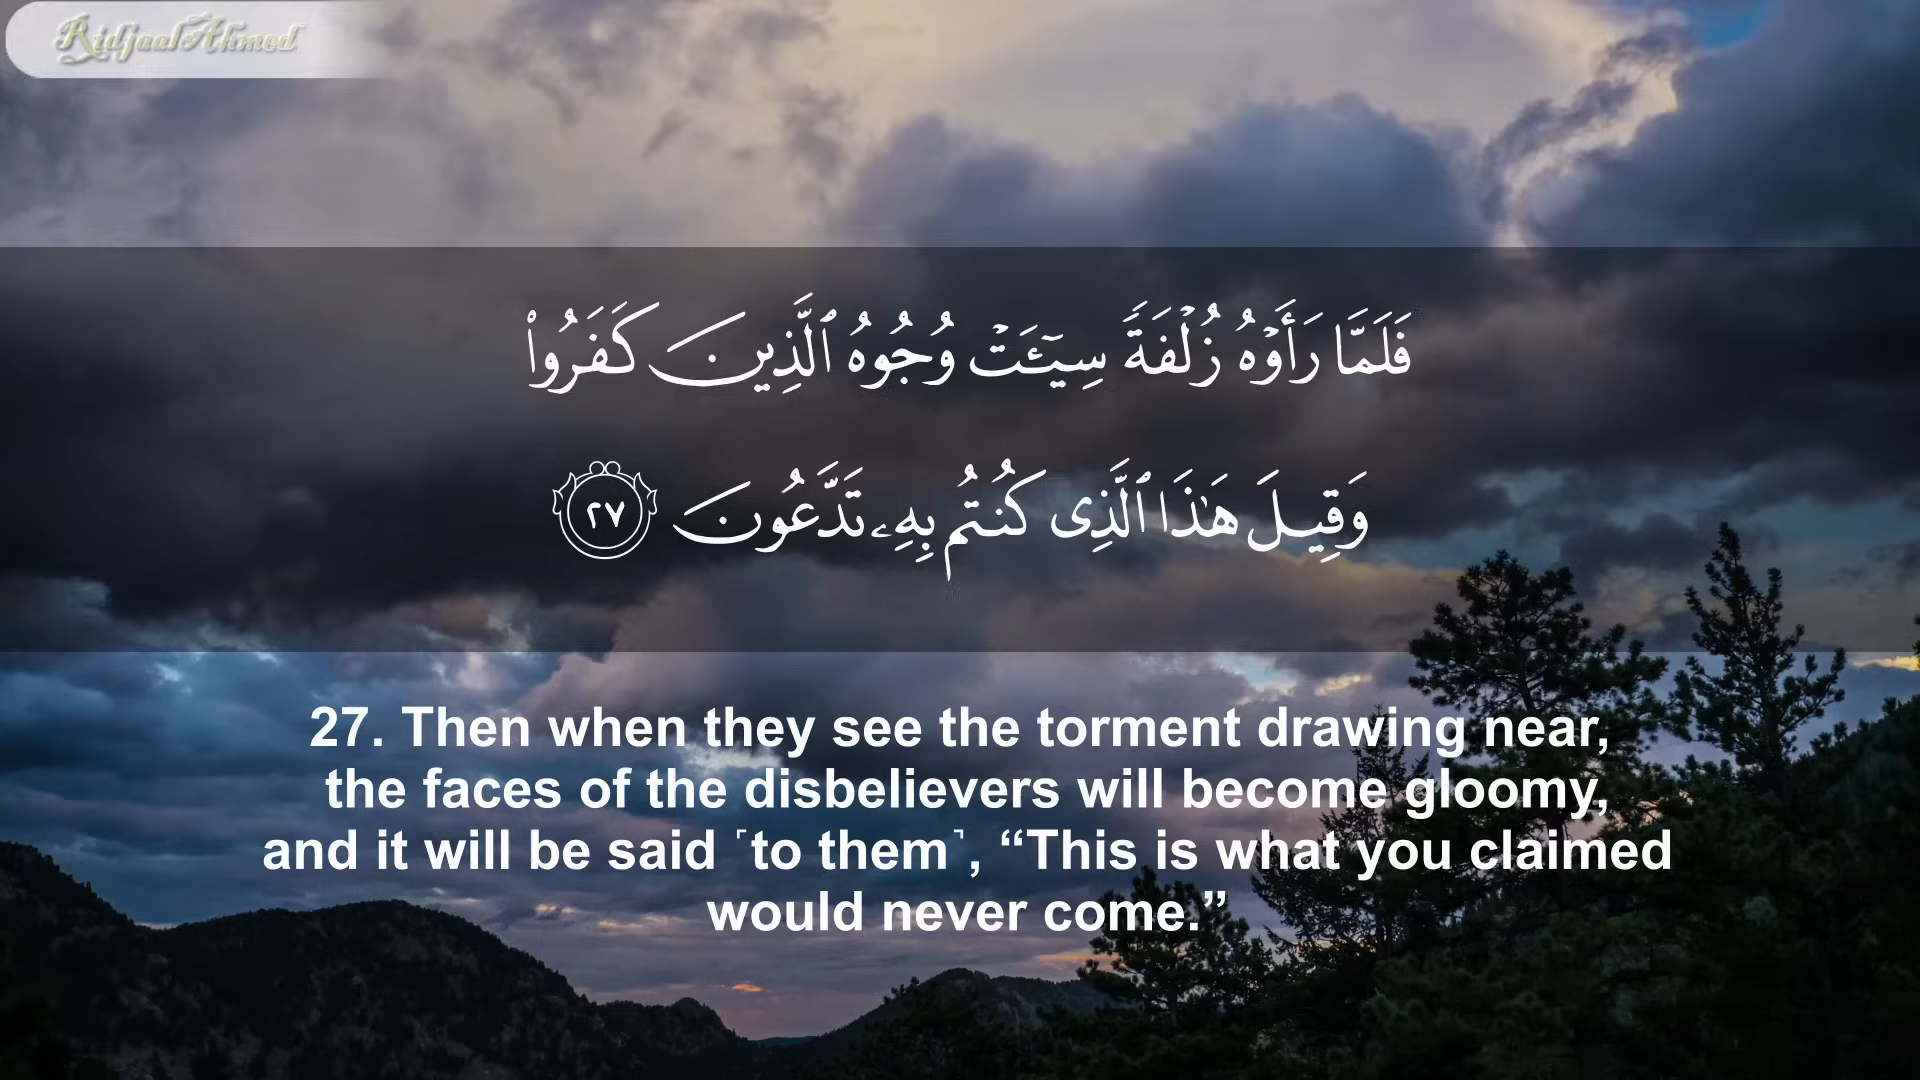 RidjaalAhmed
فَلَمَّا رَأَوْهُ زُلْفَةً سِيٓـَٔتْ وُجُوهُ ٱلَّذِينَ كَفَرُوا۟
وَقِيلَ هَـٰذَا ٱلَّذِى كُنتُم بِهِۦ تَدَّعُونَ ٢٧
27. Then when they see the torment drawing near,
the faces of the disbelievers will become gloomy,
and it will be said ˹to them˺, “This is what you claimed
would never come.”